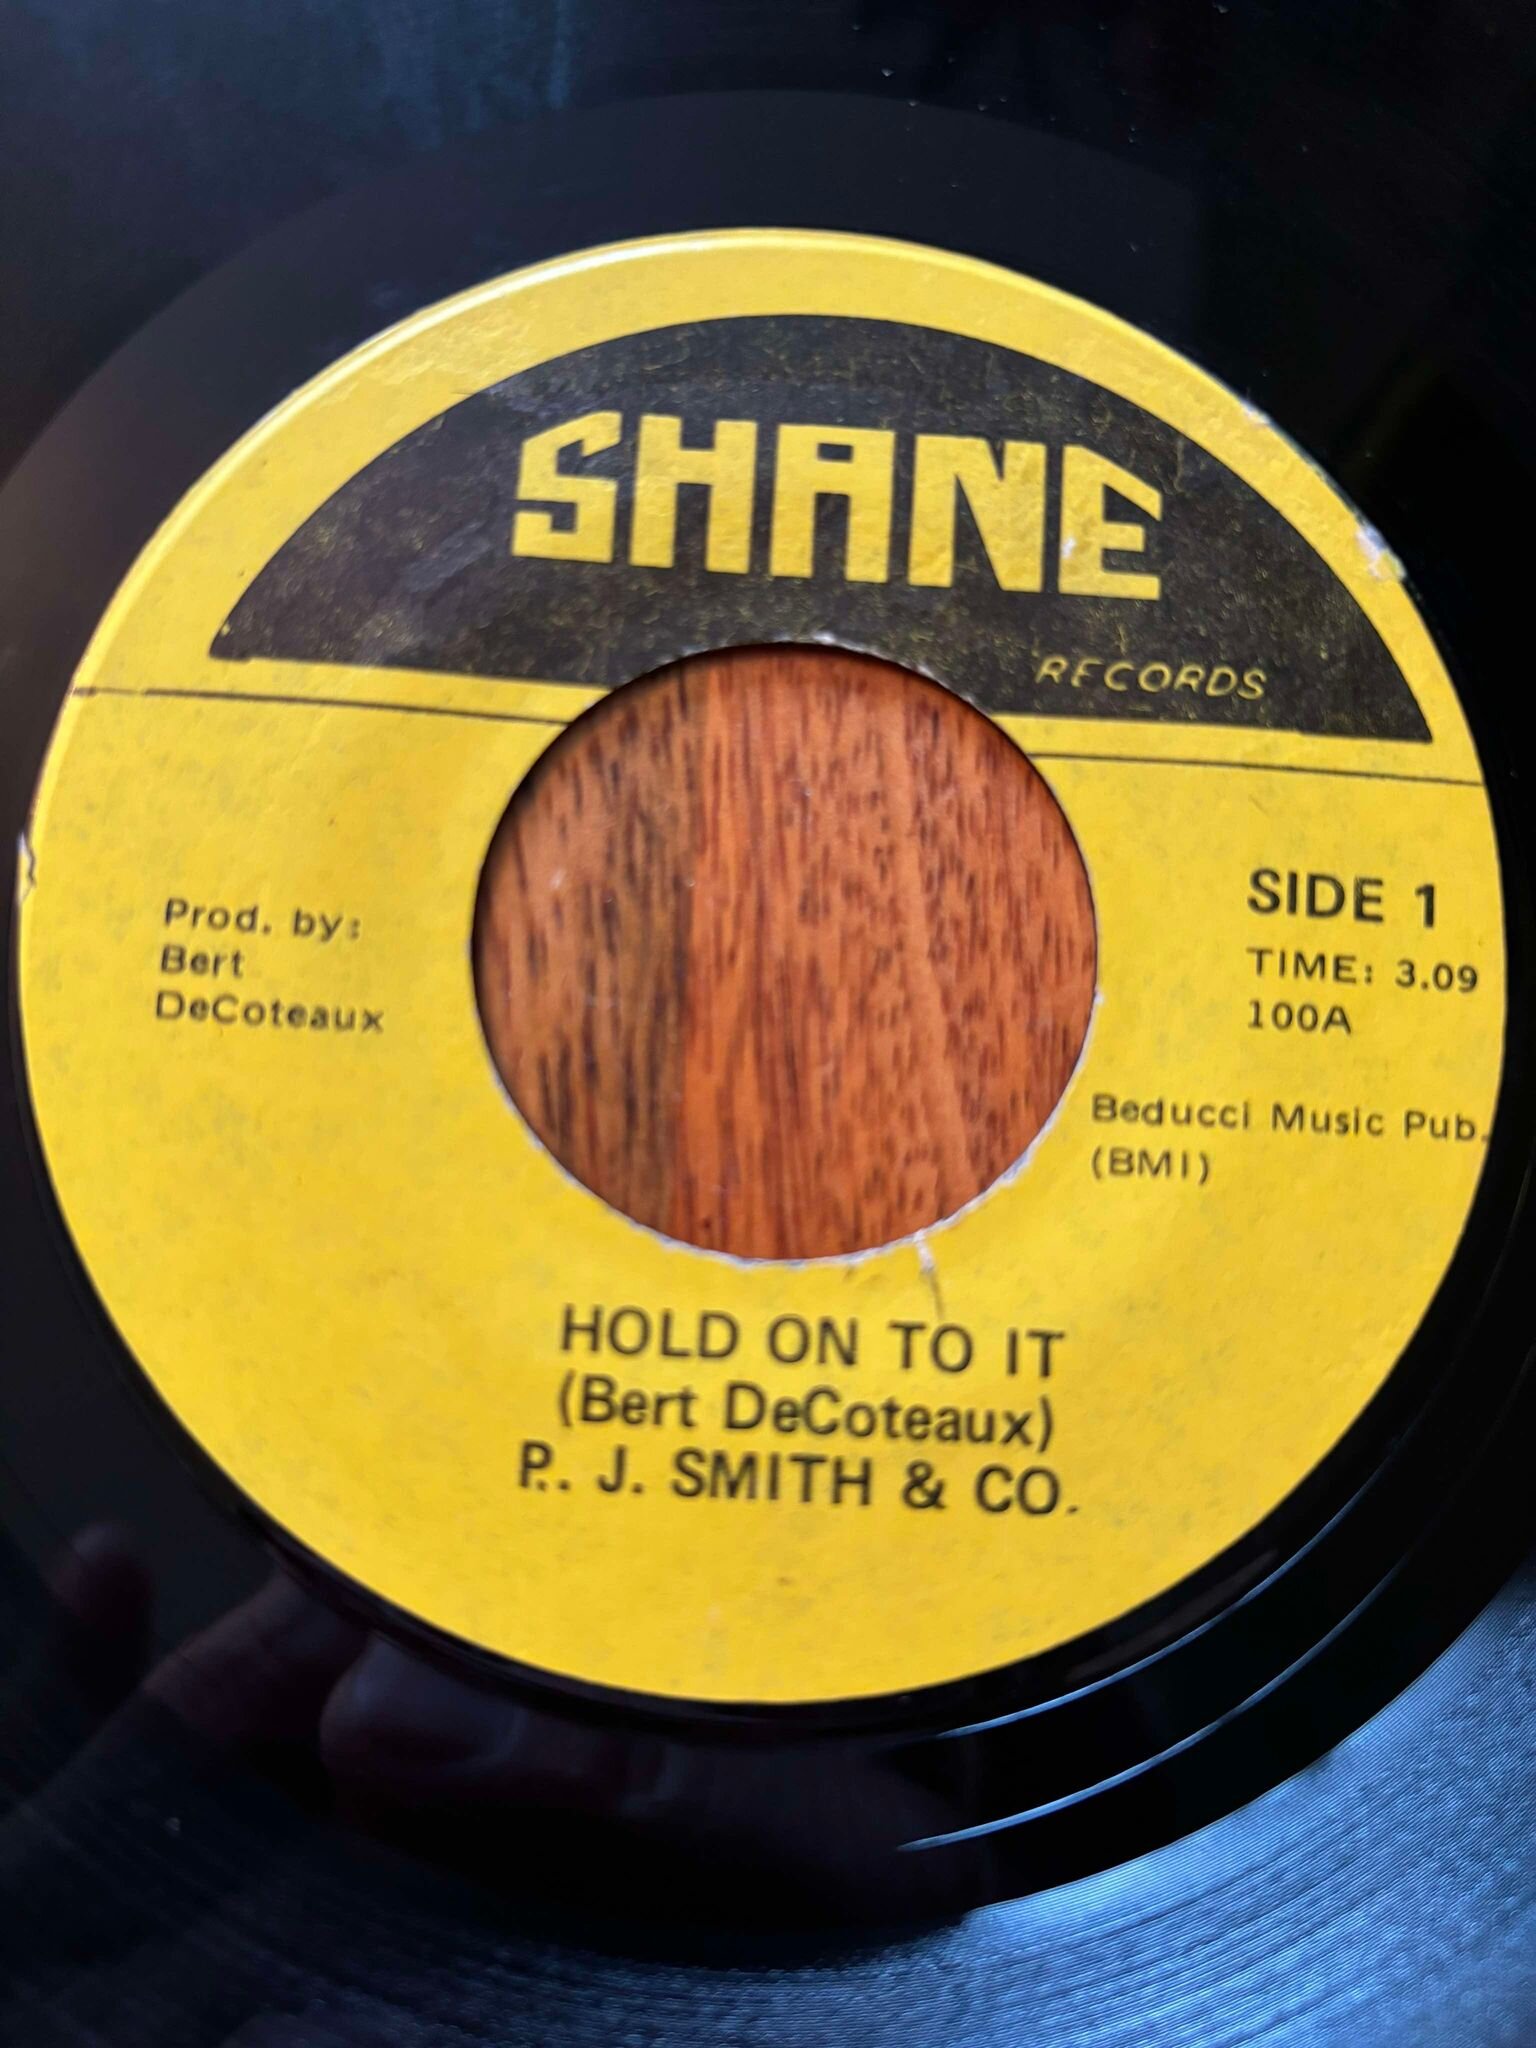 SHANE
RECORDS
Prod. by:
Bert
DeCoteaux
SIDE 1
TIME: 3.09
100A
Beducci Music Pub.
(BMI)
HOLD ON TO IT
(Bert DeCoteaux)
P.. J. SMITH & CO.